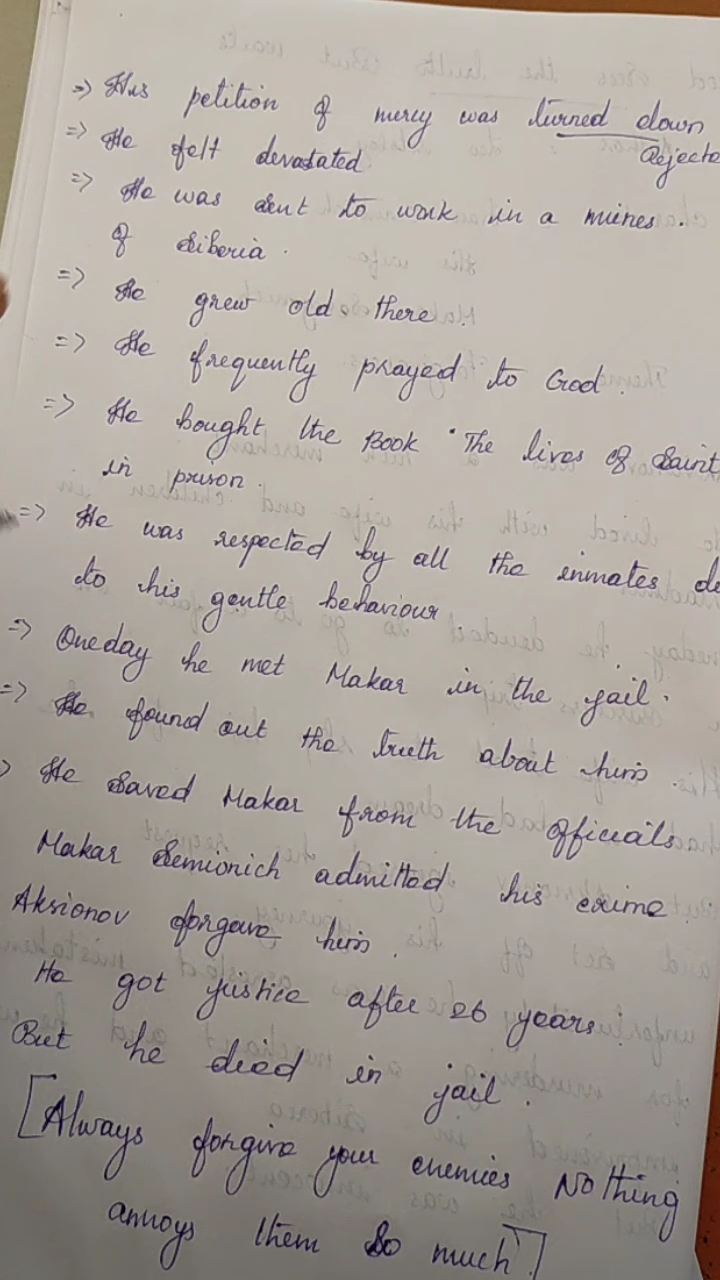 => His petition of mercy was turned down
Rejecte
=> He felt devastated
=> He was sent to work in a mines.
of Siberia.
=> He grew old there
=> He frequently prayed to God.
=> He bought the Book "The lives of Saint
in prison.
=> He was respected by all the inmates du
to his gentle behaviour
=> Oneday he met Makar in the jail.
=> He found out the truth about him.
He saved Makar from the officials
Makar Semionich admitted his crime.
Aksionov forgave him.
He got justice after 26 years.
But he died in jail.
[Always forgive your enemies Nothing
annoys them so much"]